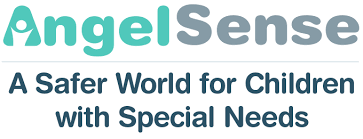 AngelSense
A Safer World for Children
with Special Needs